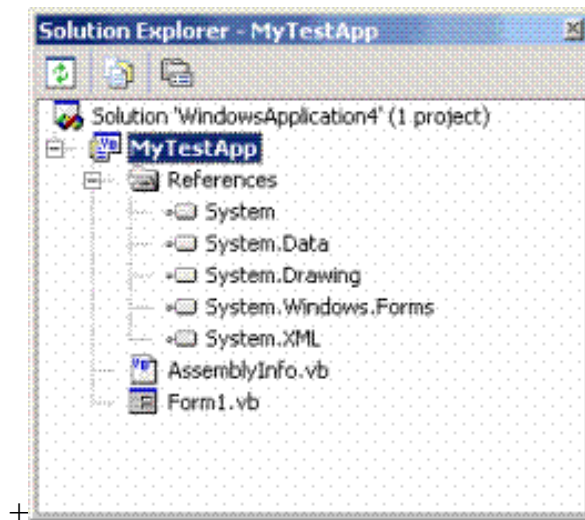 Solution Explorer - MyTestApp
Solution 'WindowsApplication4' (1 project)
MyTestApp
References
System
System.Data
System.Drawing
System.Windows.Forms
System.XML
AssemblyInfo.vb
Form1.vb